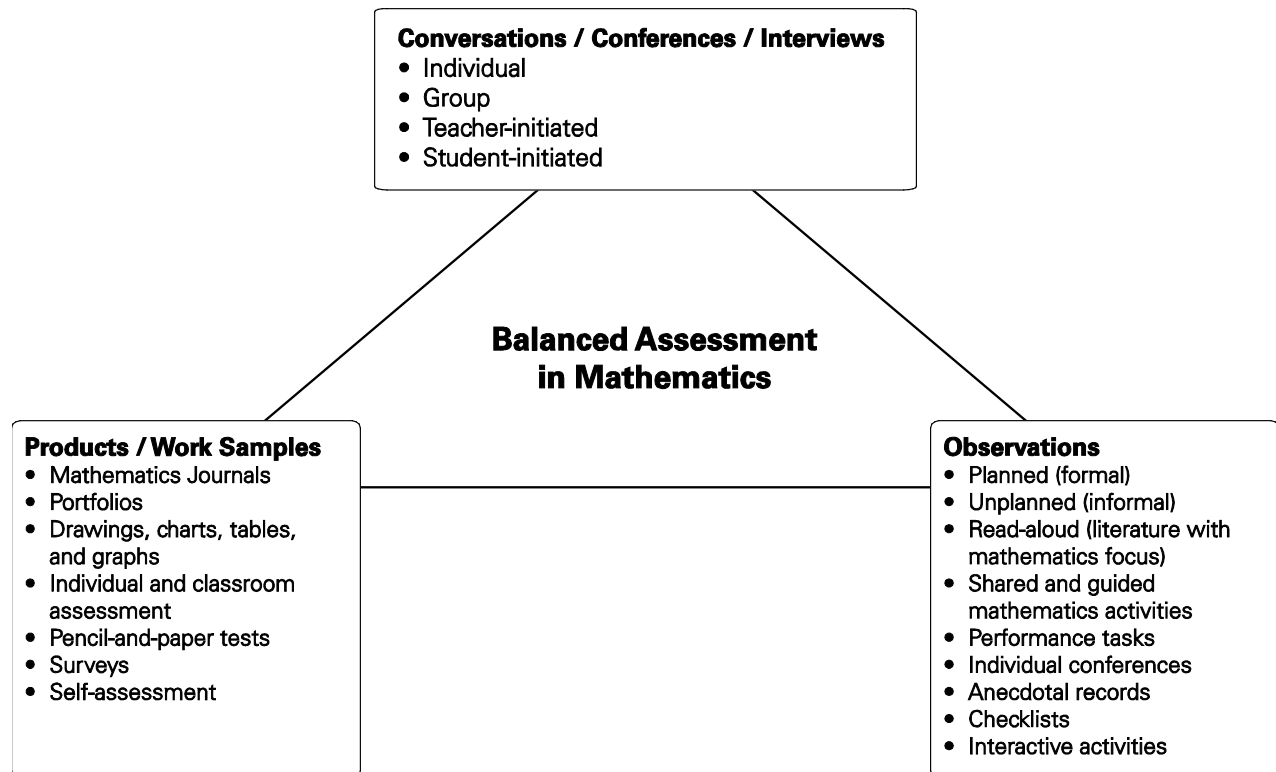 Conversations / Conferences / Interviews
• Individual
• Group
• Teacher-initiated
• Student-initiated
Balanced Assessment
in Mathematics
Products / Work Samples
• Mathematics Journals
• Portfolios
• Drawings, charts, tables,
and graphs
• Individual and classroom
assessment
• Pencil-and-paper tests
• Surveys
• Self-assessment
Observations
• Planned (formal)
• Unplanned (informal)
• Read-aloud (literature with
mathematics focus)
• Shared and guided
mathematics activities
• Performance tasks
• Individual conferences
• Anecdotal records
• Checklists
• Interactive activities